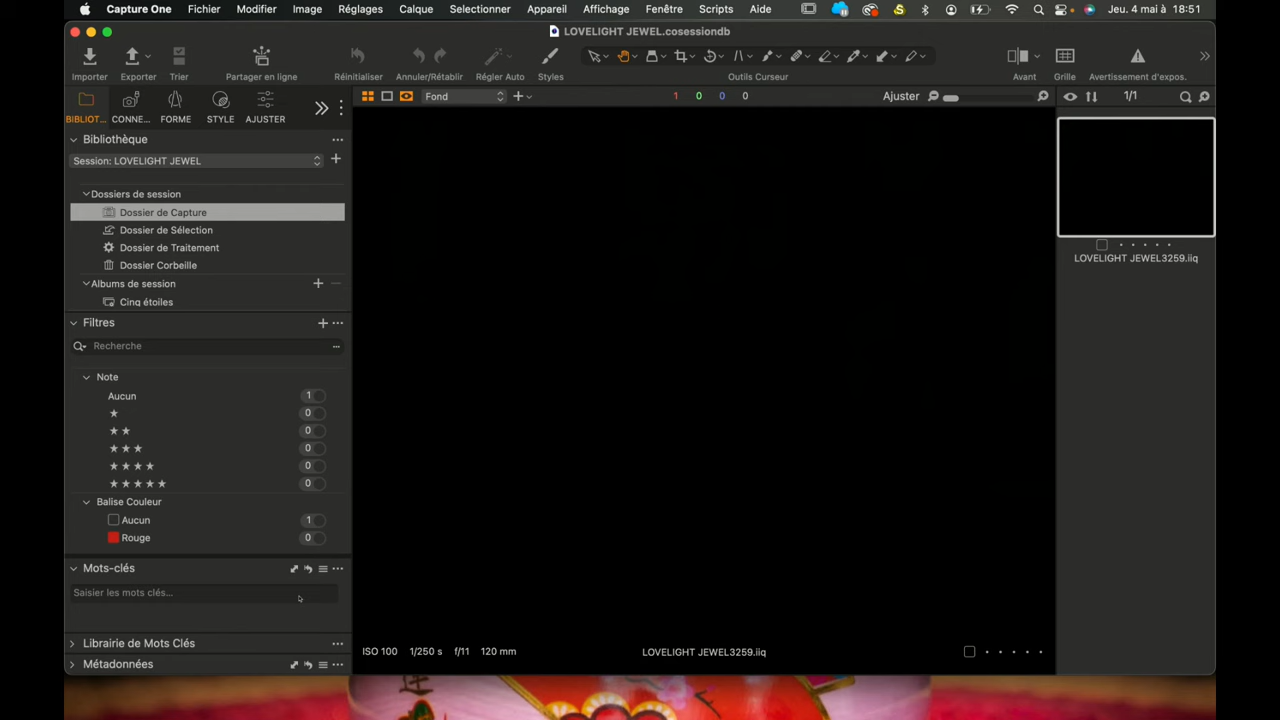 Capture One Fichier Modifier Image Réglages Calque Sélectionner Appareil Affichage Fenêtre Scripts Aide Jeu. 4 mai à 18:51
LOVELIGHT JEWEL.cosessiondb
Importer Exporter Trier Partager en ligne Réinitialiser Annuler/Rétablir Régler Auto Styles Outils Curseur Avant Grille Avertissement d'expos.
BIBLIOT... CONNE... FORME STYLE AJUSTER
Fond 1 0 0 0 Ajuster 1/1
Bibliothèque
Session: LOVELIGHT JEWEL
Dossiers de session
Dossier de Capture
Dossier de Sélection
Dossier de Traitement
Dossier Corbeille
Albums de session
Cinq étoiles
LOVELIGHT JEWEL3259.iiq
Filtres
Recherche
Note
Aucun 1
★ 0
★ ★ 0
★ ★ ★ 0
★ ★ ★ ★ 0
★ ★ ★ ★ ★ 0
Balise Couleur
Aucun 1
Rouge 0
Mots-clés
Saisier les mots clés...
Librairie de Mots Clés
Métadonnées
ISO 100 1/250 s f/11 120 mm LOVELIGHT JEWEL3259.iiq